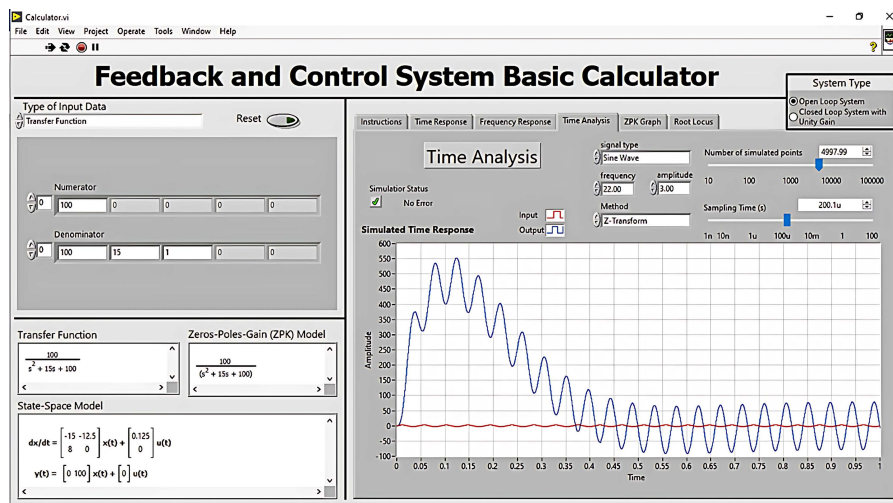 Calculator.vi
File Edit View Project Operate Tools Window Help
Feedback and Control System Basic Calculator
System Type
Open Loop System
Closed Loop System with
Unity Gain
Type of Input Data
Transfer Function
Reset
Numerator
0 100 0 0 0 0
Denominator
0 100 15 1 0 0
Transfer Function
100
s² + 15s + 100
Zeros-Poles-Gain (ZPK) Model
100
(s² + 15s + 100)
State-Space Model
dx/dt = [-15 -12.5 8 0] x(t) + [0.125 0] u(t)
y(t) = [0 100] x(t) + [0] u(t)
Instructions Time Response Frequency Response Time Analysis ZPK Graph Root Locus
Time Analysis
signal type
Sine Wave
frequency amplitude
22.00 3.00
Method
Z-Transform
Number of simulated points 4997.99
10 100 1000 10000 100000
Sampling Time (s) 200.1u
1n 10n 1u 100u 10m 1 100
Simulatior Status
No Error
Input
Output
Simulated Time Response
Amplitude
600
550
500
450
400
350
300
250
200
150
100
50
0
-50
-100
0 0.05 0.1 0.15 0.2 0.25 0.3 0.35 0.4 0.45 0.5 0.55 0.6 0.65 0.7 0.75 0.8 0.85 0.9 0.95 1
Time